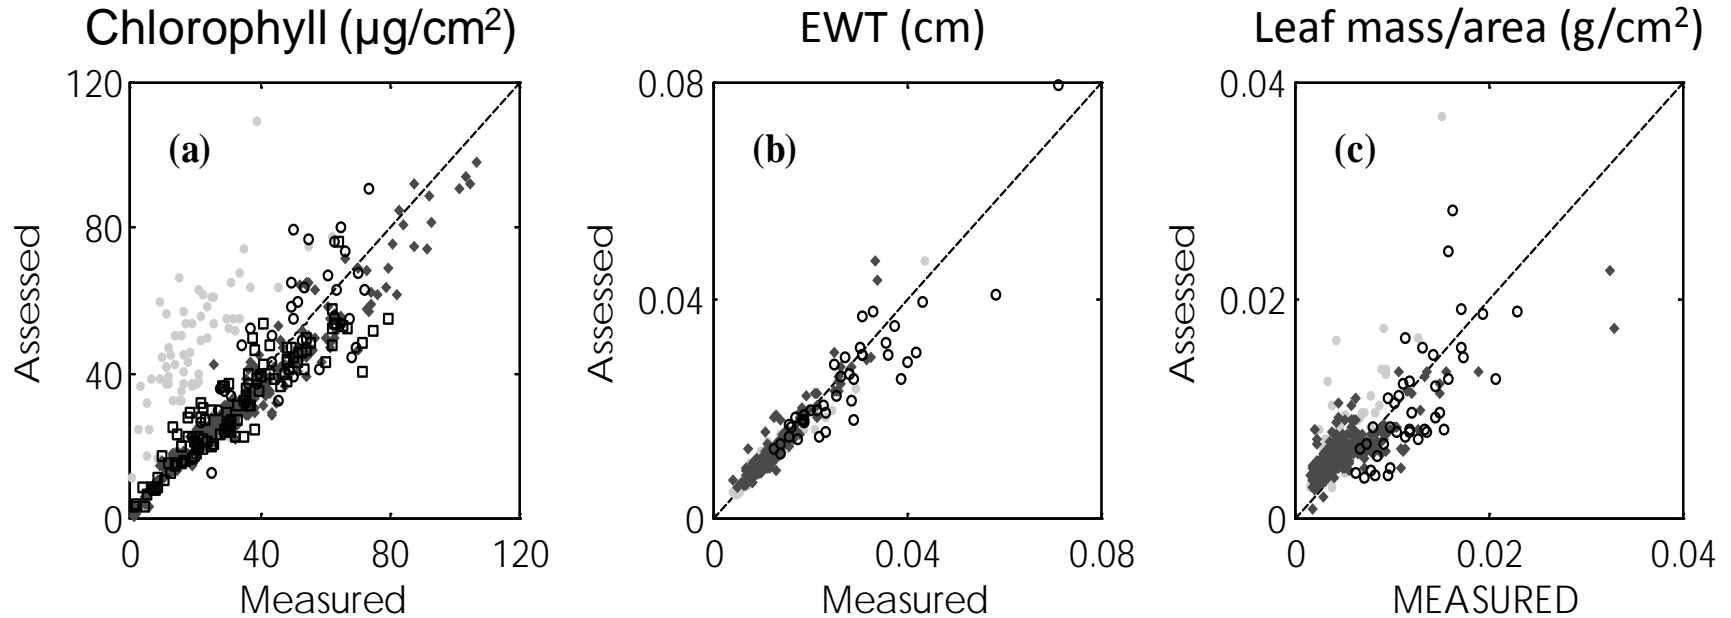 Chlorophyll (µg/cm²)
EWT (cm)
Leaf mass/area (g/cm²)
120
80
40
0
Assessed
(a)
0
40
80
120
Measured
0.08
0.04
0
Assessed
(b)
0
0.04
0.08
Measured
0.04
0.02
0
Assessed
(c)
0
0.02
0.04
MEASURED